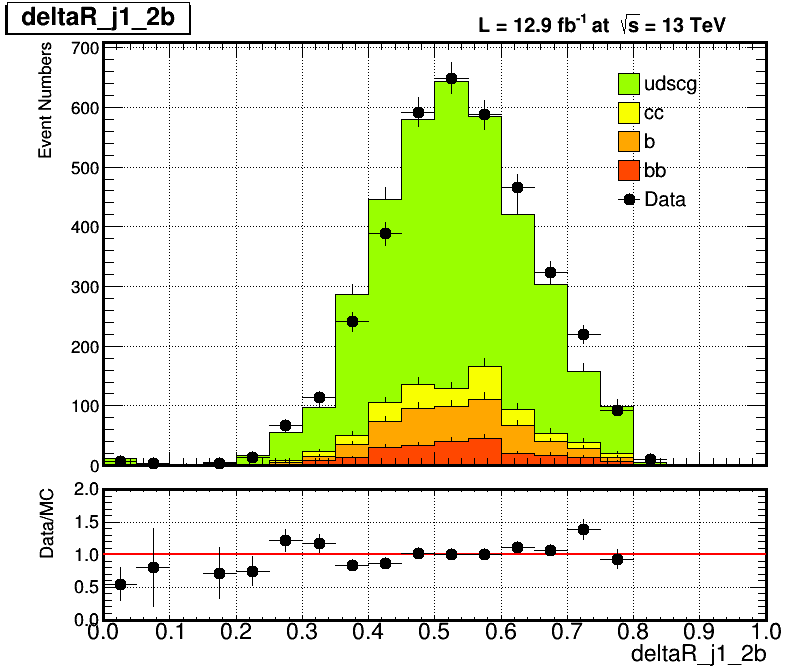 deltaR_j1_2b
L = 12.9 fb⁻¹ at √s = 13 TeV
Event Numbers
700
600
500
400
300
200
100
0
udscg
cc
b
bb
Data
Data/MC
2.0
1.5
1.0
0.5
0.0
0.0 0.1 0.2 0.3 0.4 0.5 0.6 0.7 0.8 0.9 1.0
deltaR_j1_2b